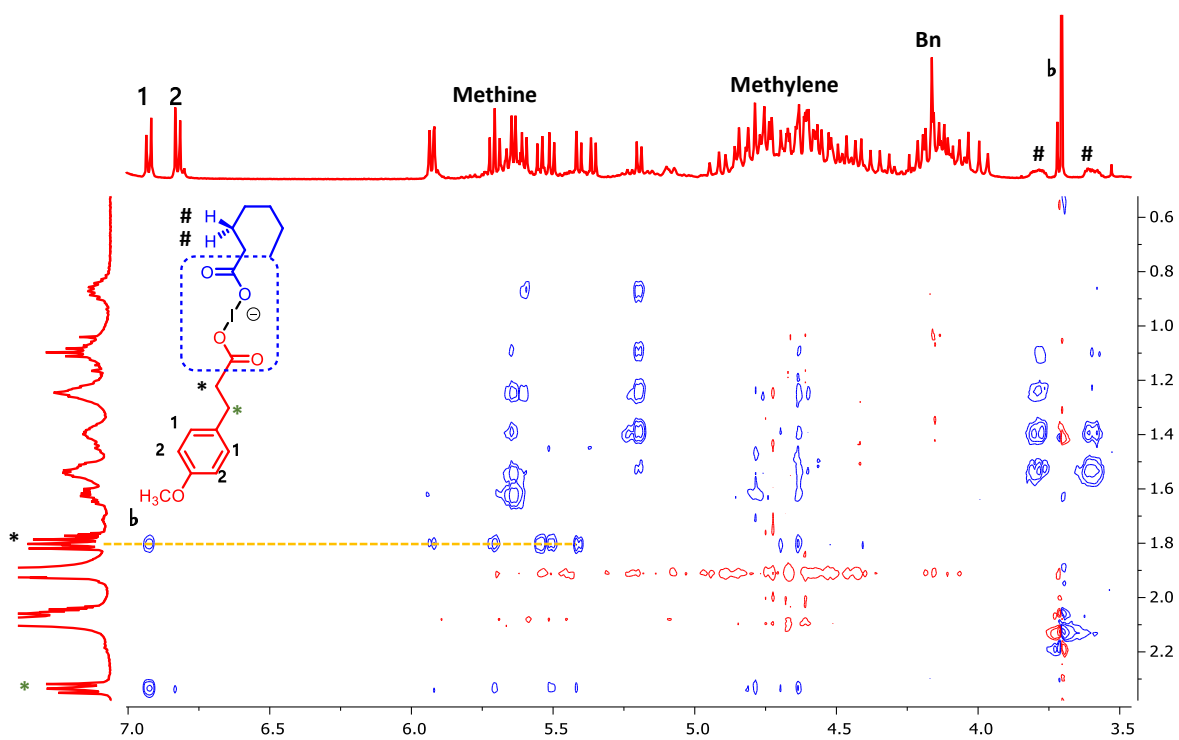 Bn
b
Methylene
1
2
Methine
#
#
#
H
#
H
O
O
I
⊖
O
O
*
*
1
2
1
2
H₃CO
b
*
*
0.6
0.8
1.0
1.2
1.4
1.6
1.8
2.0
2.2
7.0 6.5 6.0 5.5 5.0 4.5 4.0 3.5